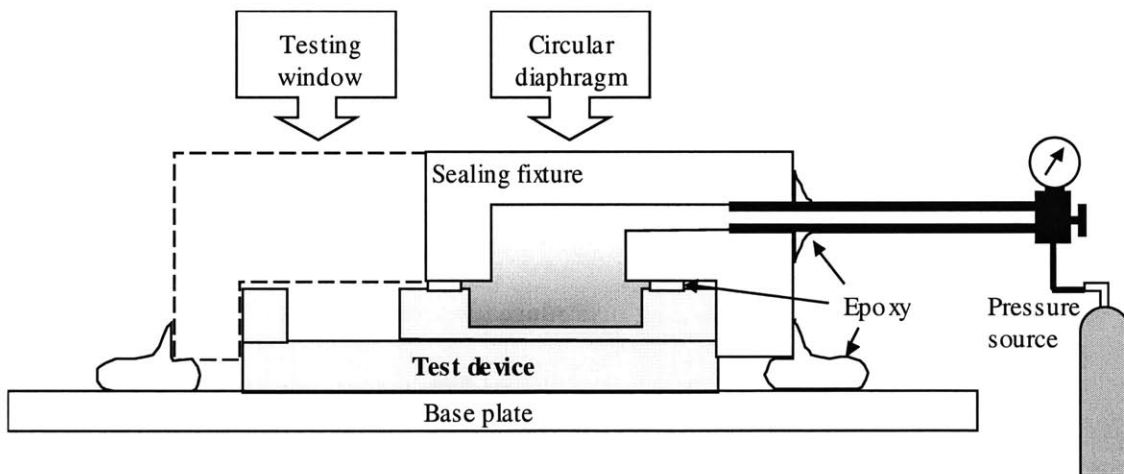 Testing
window
Circular
diaphragm
Sealing fixture
Epoxy
Pressure
source
Test device
Base plate